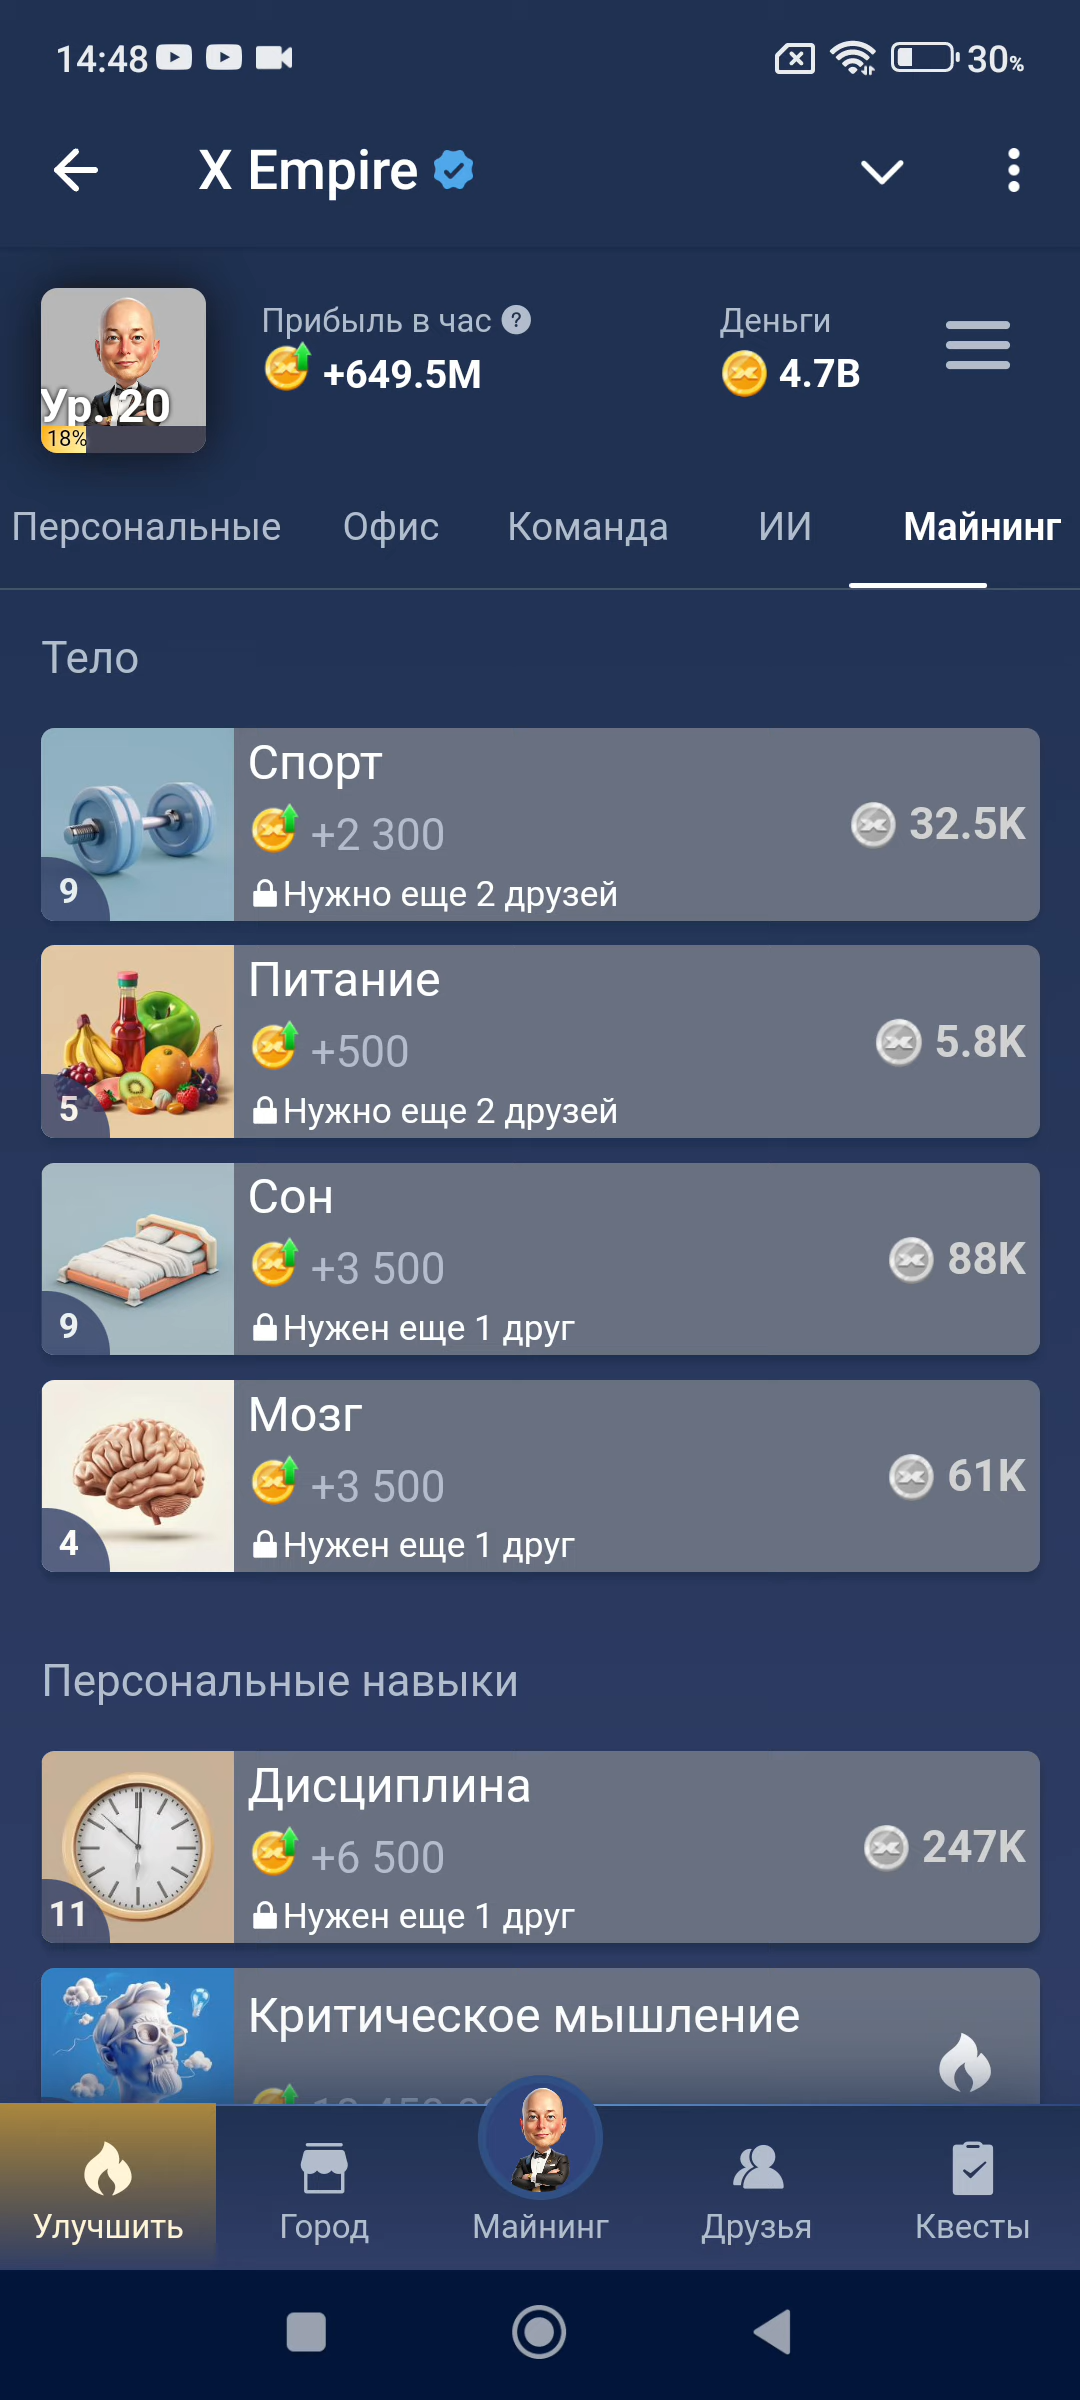 14:48
30%
X Empire
Прибыль в час ?
+649.5M
Деньги
4.7B
Ур. 20
18%
Персональные Офис Команда ИИ Майнинг
Тело
Спорт
+2 300
32.5K
9
Нужно еще 2 друзей
Питание
+500
5.8K
5
Нужно еще 2 друзей
Сон
+3 500
88K
9
Нужен еще 1 друг
Мозг
+3 500
61K
4
Нужен еще 1 друг
Персональные навыки
Дисциплина
+6 500
247K
11
Нужен еще 1 друг
Критическое мышление
Улучшить Город Майнинг Друзья Квесты